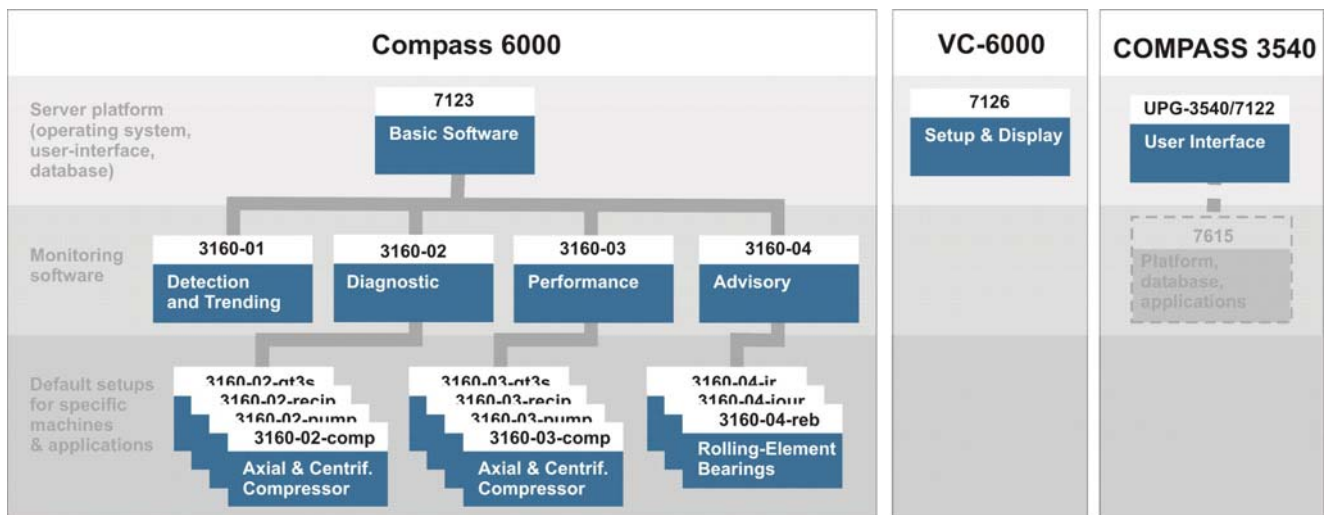 Compass 6000
VC-6000
COMPASS 3540
Server platform
(operating system,
user-interface,
database)
7123
Basic Software
7126
Setup & Display
UPG-3540/7122
User Interface
Monitoring
software
3160-01
Detection
and Trending
3160-02
Diagnostic
3160-03
Performance
3160-04
Advisory
7615
Platform,
database,
applications
Default setups
for specific
machines
& applications
3160-02-gt3s
3160-02-recip
3160-02-pump
3160-02-comp
Axial & Centrif.
Compressor
3160-03-gt3s
3160-03-recip
3160-03-pump
3160-03-comp
Axial & Centrif.
Compressor
3160-04-ir
3160-04-jour
3160-04-reb
Rolling-Element
Bearings